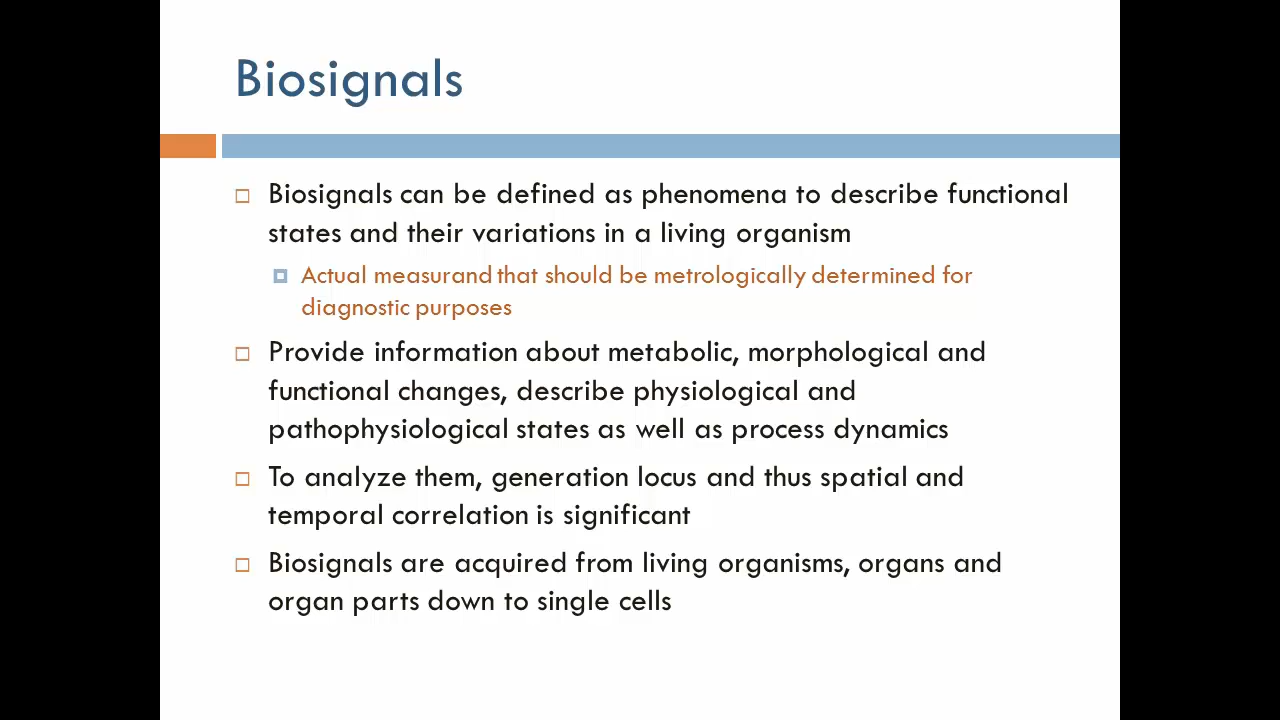 Biosignals
Biosignals can be defined as phenomena to describe functional
states and their variations in a living organism
Actual measurand that should be metrologically determined for
diagnostic purposes
Provide information about metabolic, morphological and
functional changes, describe physiological and
pathophysiological states as well as process dynamics
To analyze them, generation locus and thus spatial and
temporal correlation is significant
Biosignals are acquired from living organisms, organs and
organ parts down to single cells